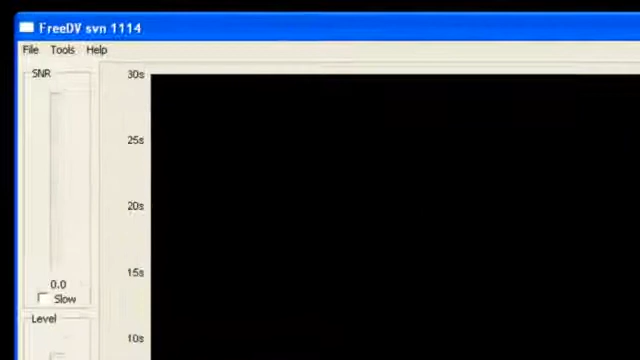 FreeDV svn 1114
File Tools Help
SNR
30s
25s
20s
15s
0.0
Slow
Level
10s